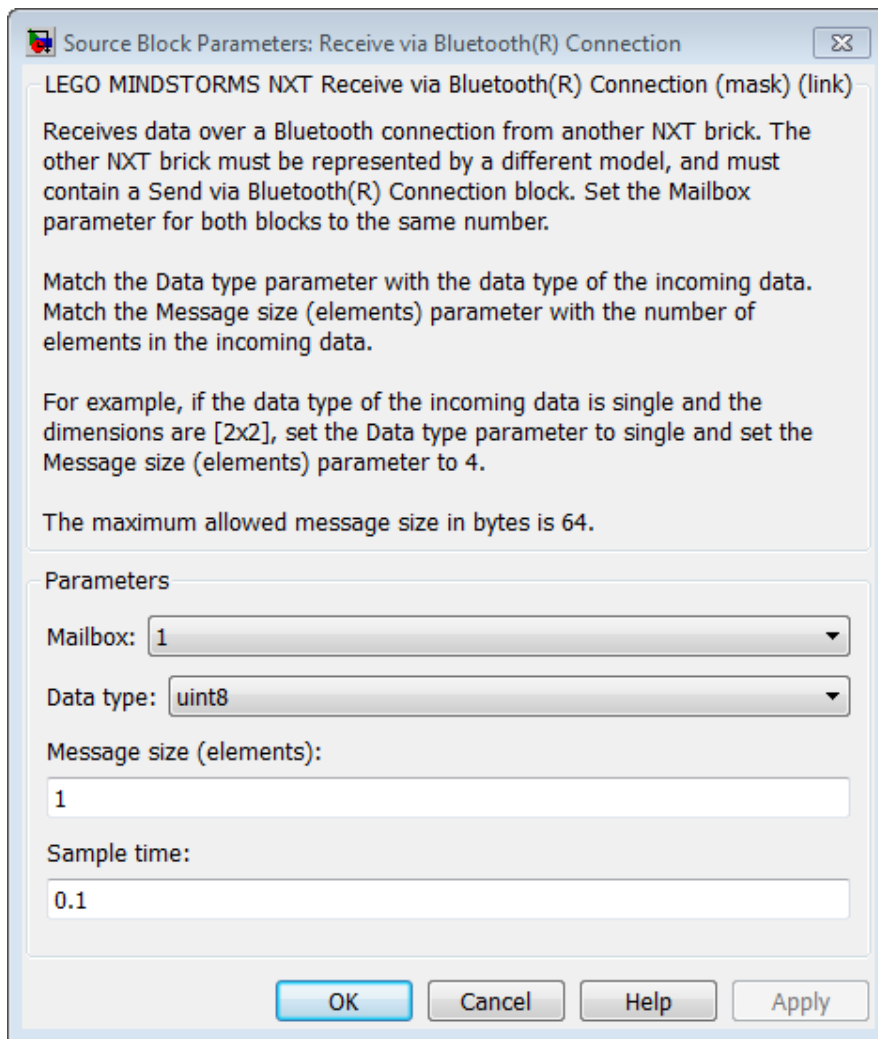 Source Block Parameters: Receive via Bluetooth(R) Connection
LEGO MINDSTORMS NXT Receive via Bluetooth(R) Connection (mask) (link)
Receives data over a Bluetooth connection from another NXT brick. The
other NXT brick must be represented by a different model, and must
contain a Send via Bluetooth(R) Connection block. Set the Mailbox
parameter for both blocks to the same number.
Match the Data type parameter with the data type of the incoming data.
Match the Message size (elements) parameter with the number of
elements in the incoming data.
For example, if the data type of the incoming data is single and the
dimensions are [2x2], set the Data type parameter to single and set the
Message size (elements) parameter to 4.
The maximum allowed message size in bytes is 64.
Parameters
Mailbox: 1
Data type: uint8
Message size (elements):
1
Sample time:
0.1
OK Cancel Help Apply